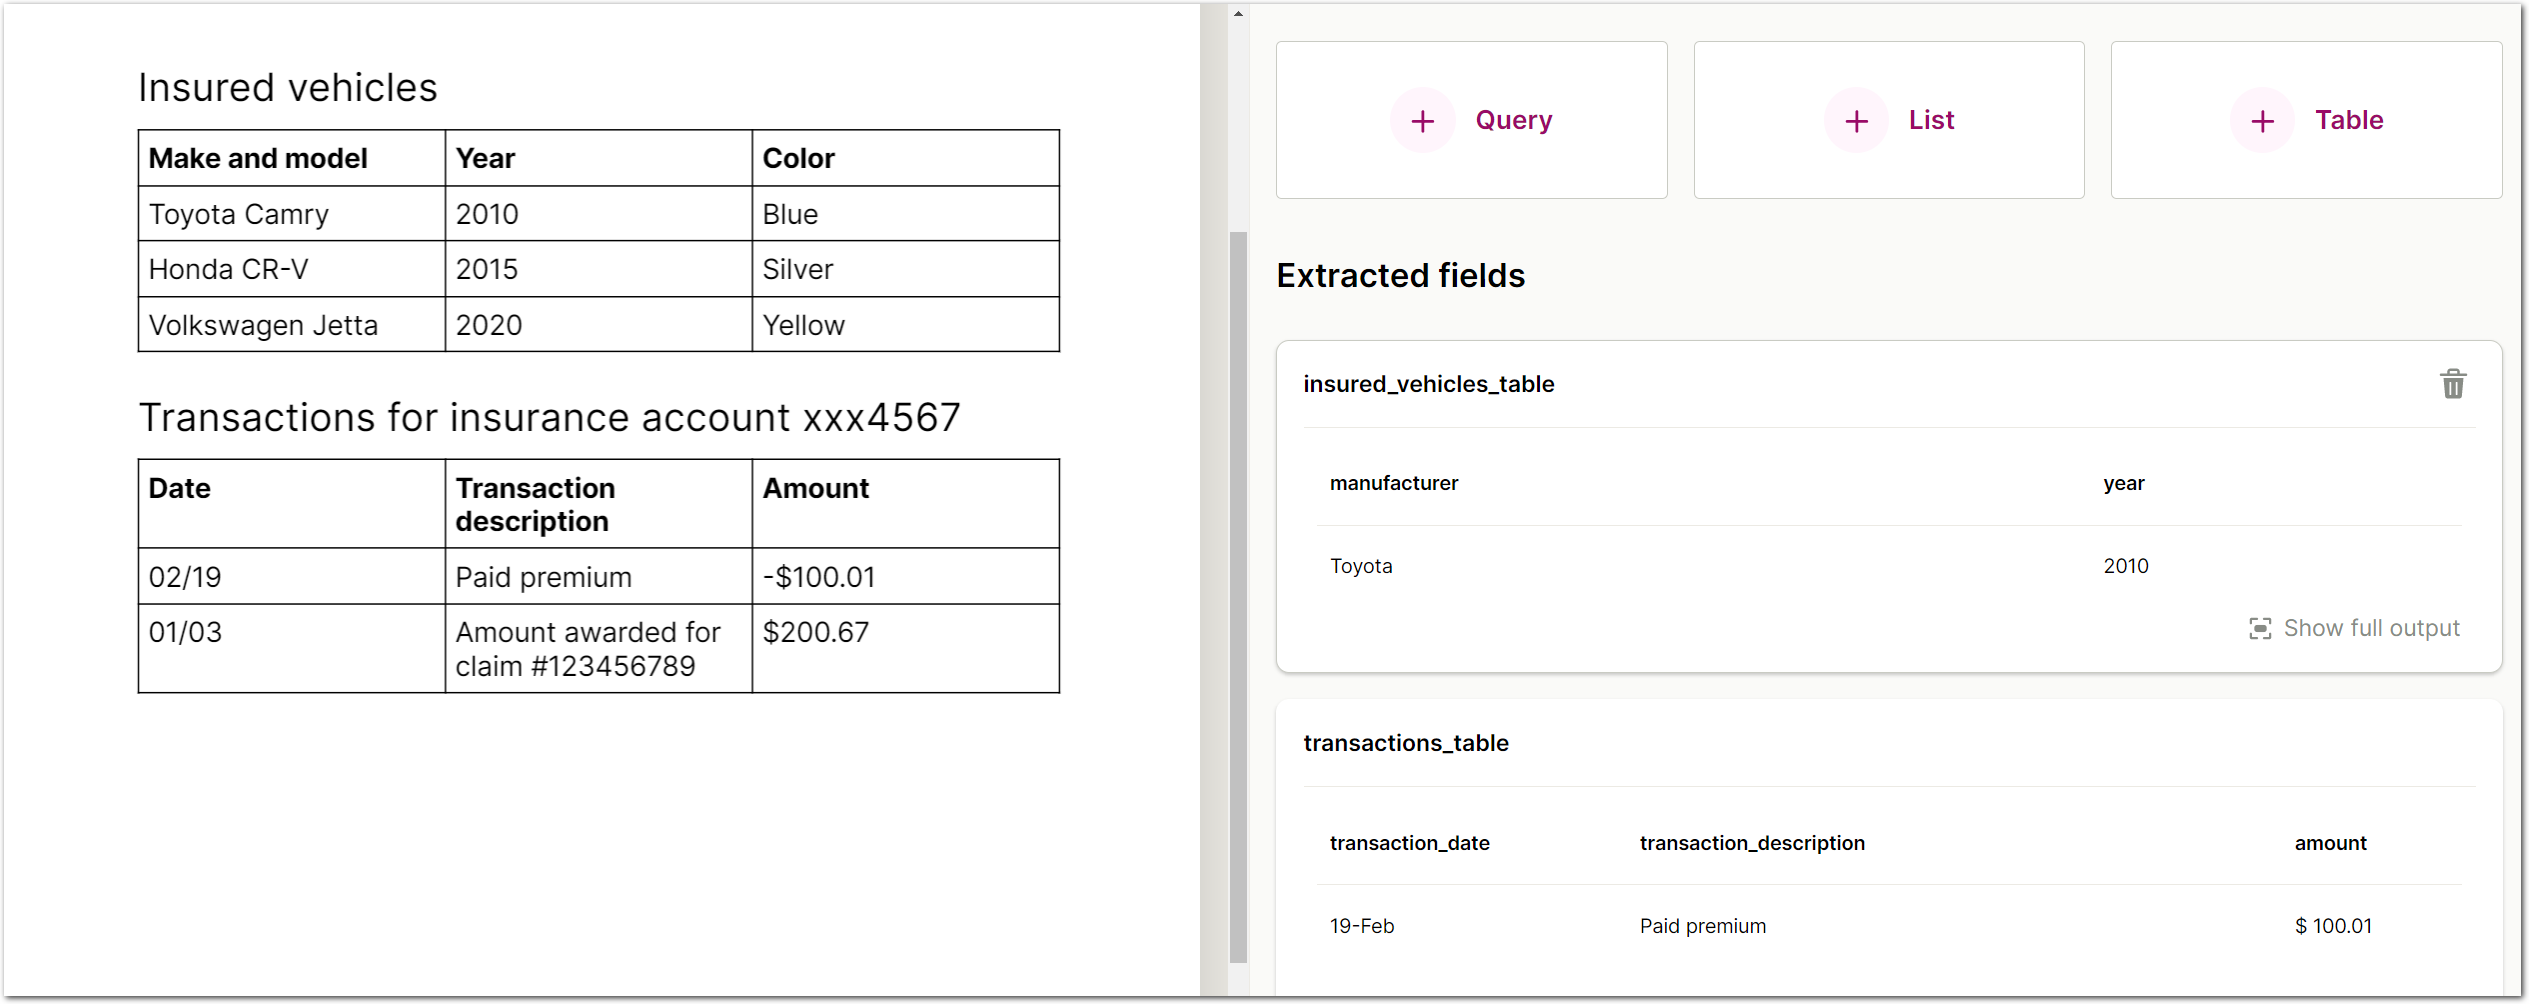 Insured vehicles
Make and model Year Color
Toyota Camry 2010 Blue
Honda CR-V 2015 Silver
Volkswagen Jetta 2020 Yellow
Transactions for insurance account xxx4567
Date Transaction description Amount
02/19 Paid premium -$100.01
01/03 Amount awarded for claim #123456789 $200.67
+ Query
+ List
+ Table
Extracted fields
insured_vehicles_table
manufacturer year
Toyota 2010
Show full output
transactions_table
transaction_date transaction_description amount
19-Feb Paid premium $ 100.01